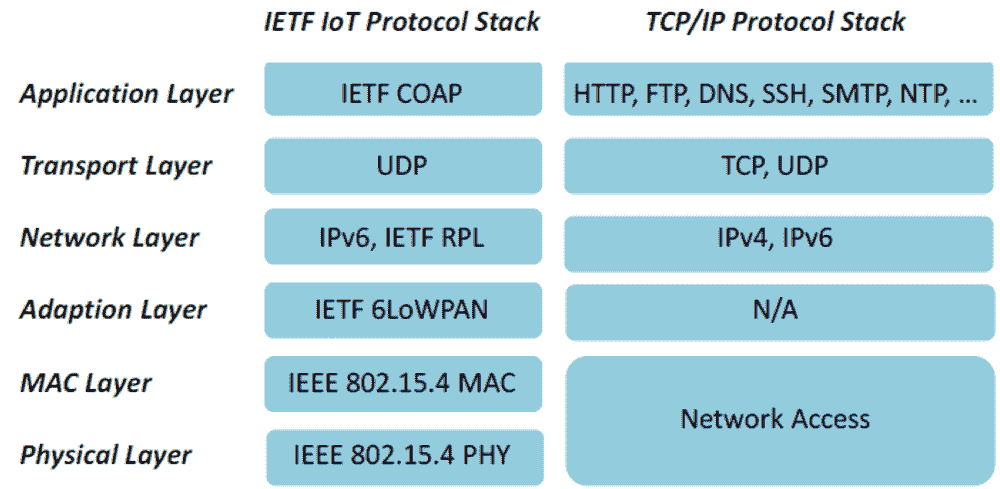 IETF IoT Protocol Stack TCP/IP Protocol Stack
Application Layer IETF COAP HTTP, FTP, DNS, SSH, SMTP, NTP, ...
Transport Layer UDP TCP, UDP
Network Layer IPv6, IETF RPL IPv4, IPv6
Adaption Layer IETF 6LoWPAN N/A
MAC Layer IEEE 802.15.4 MAC
Network Access
Physical Layer IEEE 802.15.4 PHY